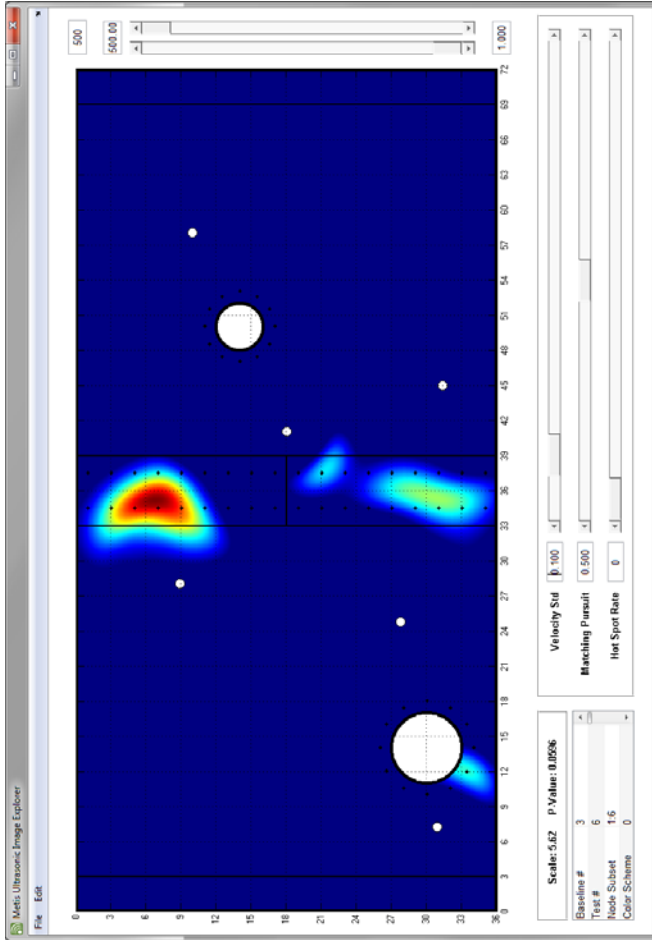 Metis Ultrasonic Image Explorer
File Edit
500
500.00
0
3
6
9
12
15
18
21
24
27
30
33
36
0 3 6 9 12 15 18 21 24 27 30 33 36 39 42 45 48 51 54 57 60 63 66 69 72
1.000
Scale: 5.62 P-Value: 0.0596
Baseline # 3
Test # 6
Node Subset 1:6
Color Scheme 0
Velocity Std 0.100
Matching Pursuit 0.500
Hot Spot Rate 0